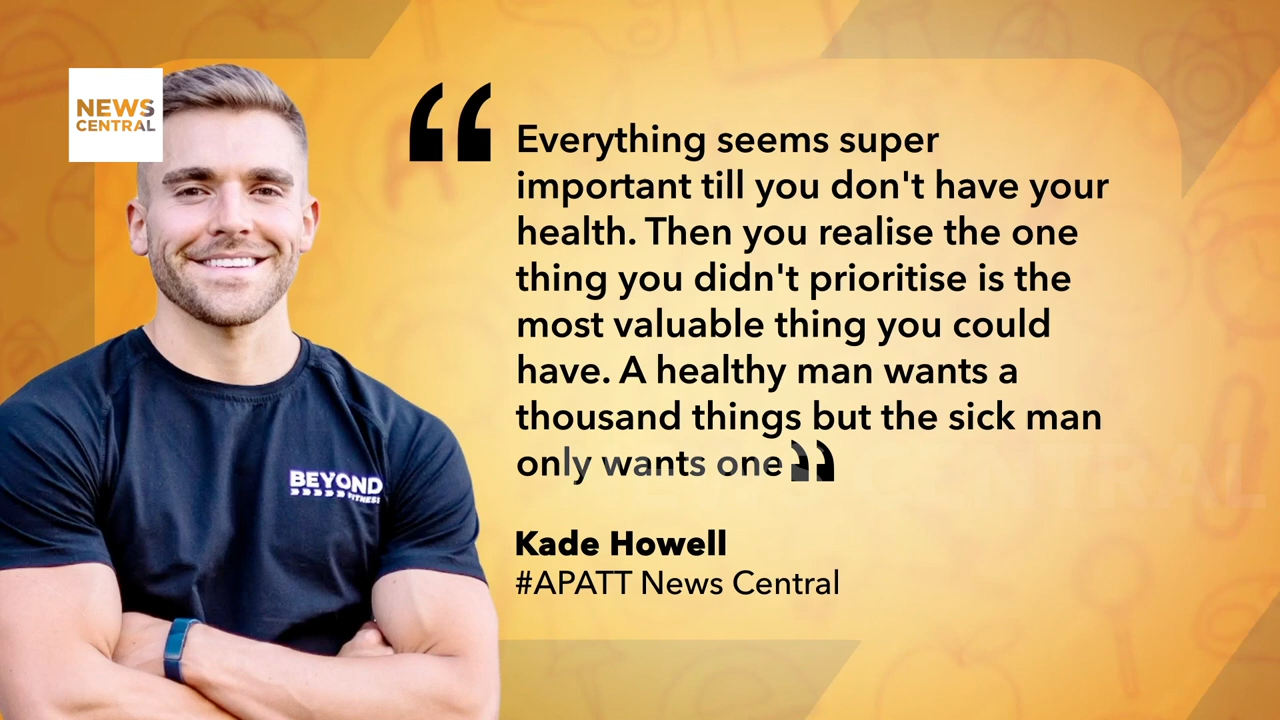 NEWS
CENTRAL
“
Everything seems super
important till you don't have your
health. Then you realise the one
thing you didn't prioritise is the
most valuable thing you could
have. A healthy man wants a
thousand things but the sick man
only wants one”
BEYOND
FITNESS
Kade Howell
#APATT News Central